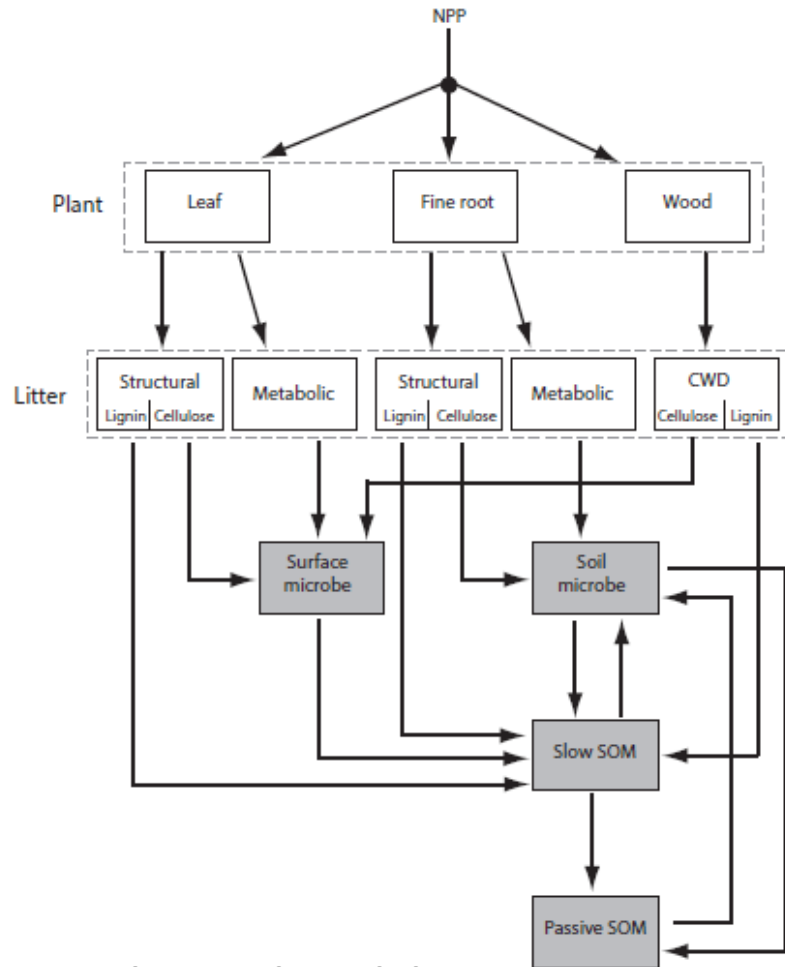 NPP
Plant
Leaf
Fine root
Wood
Litter
Structural
Lignin Cellulose
Metabolic
Structural
Lignin Cellulose
Metabolic
CWD
Cellulose Lignin
Surface
microbe
Soil
microbe
Slow SOM
Passive SOM